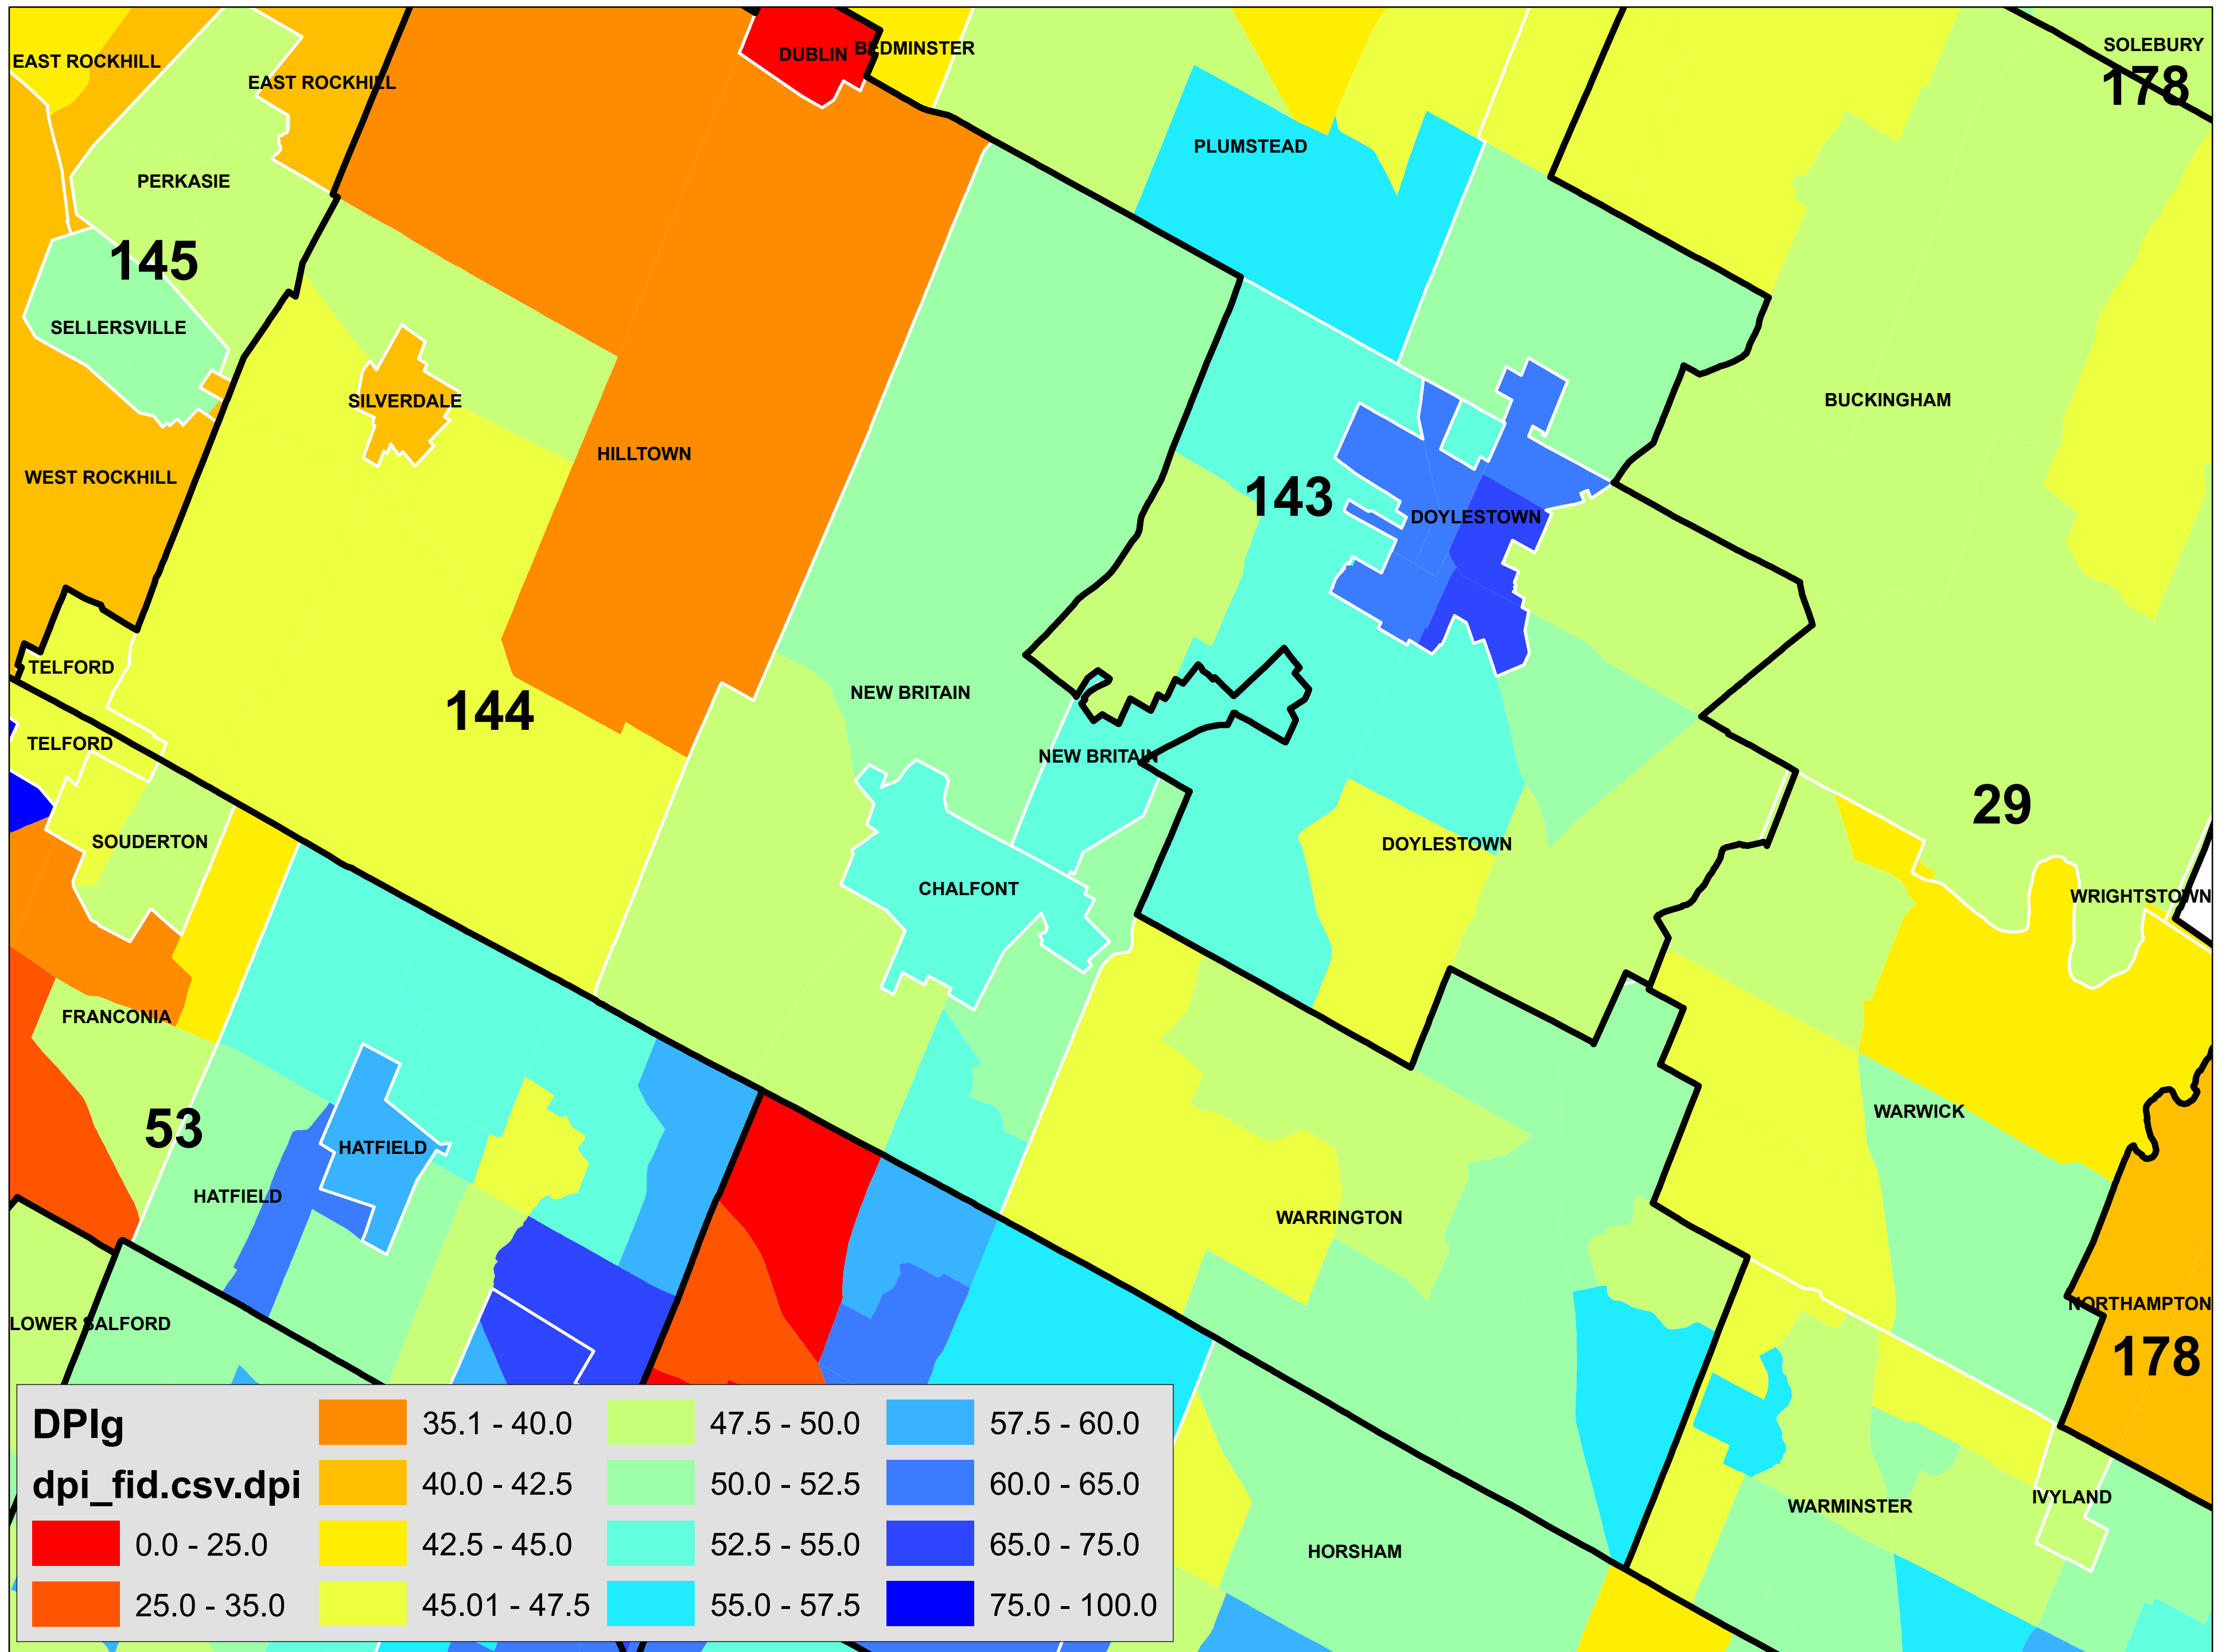 SOLEBURY
178
EAST ROCKHILL
EAST ROCKHILL
DUBLIN
BEDMINSTER
PLUMSTEAD
PERKASIE
145
SELLERSVILLE
SILVERDALE
BUCKINGHAM
HILLTOWN
WEST ROCKHILL
143
DOYLESTOWN
TELFORD
144
NEW BRITAIN
TELFORD
NEW BRITAIN
29
SOUDERTON
DOYLESTOWN
CHALFONT
WRIGHTSTOWN
FRANCONIA
53
WARWICK
HATFIELD
HATFIELD
WARRINGTON
LOWER SALFORD
NORTHAMPTON
178
WARMINSTER
IVYLAND
HORSHAM
DPIg
dpi_fid.csv.dpi
0.0 - 25.0
25.0 - 35.0
35.1 - 40.0
40.0 - 42.5
42.5 - 45.0
45.01 - 47.5
47.5 - 50.0
50.0 - 52.5
52.5 - 55.0
55.0 - 57.5
57.5 - 60.0
60.0 - 65.0
65.0 - 75.0
75.0 - 100.0